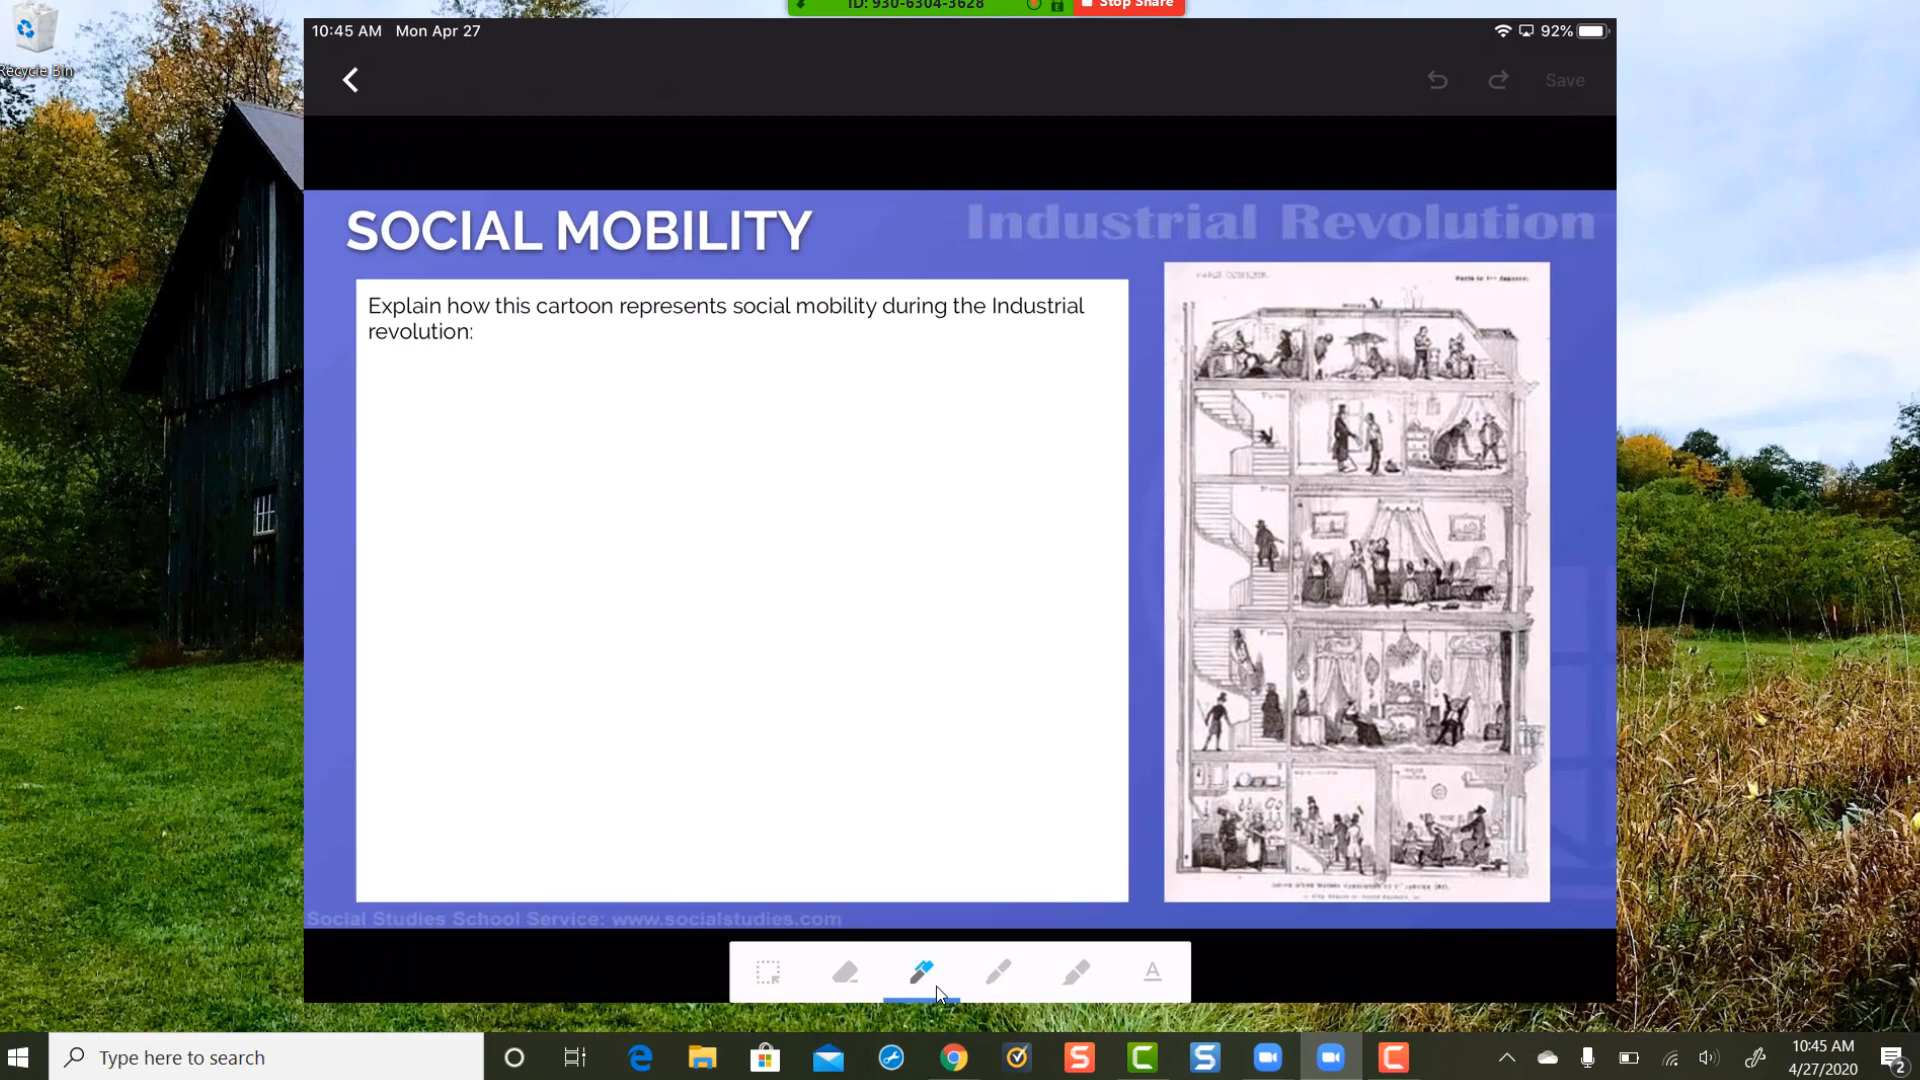 ID: 930-6304-3628
Stop Share
Recycle Bin
10:45 AM Mon Apr 27
92%
Save
SOCIAL MOBILITY
Industrial Revolution
Explain how this cartoon represents social mobility during the Industrial
revolution:
Social Studies School Service: www.socialstudies.com
A
Type here to search
10:45 AM
4/27/2020
2